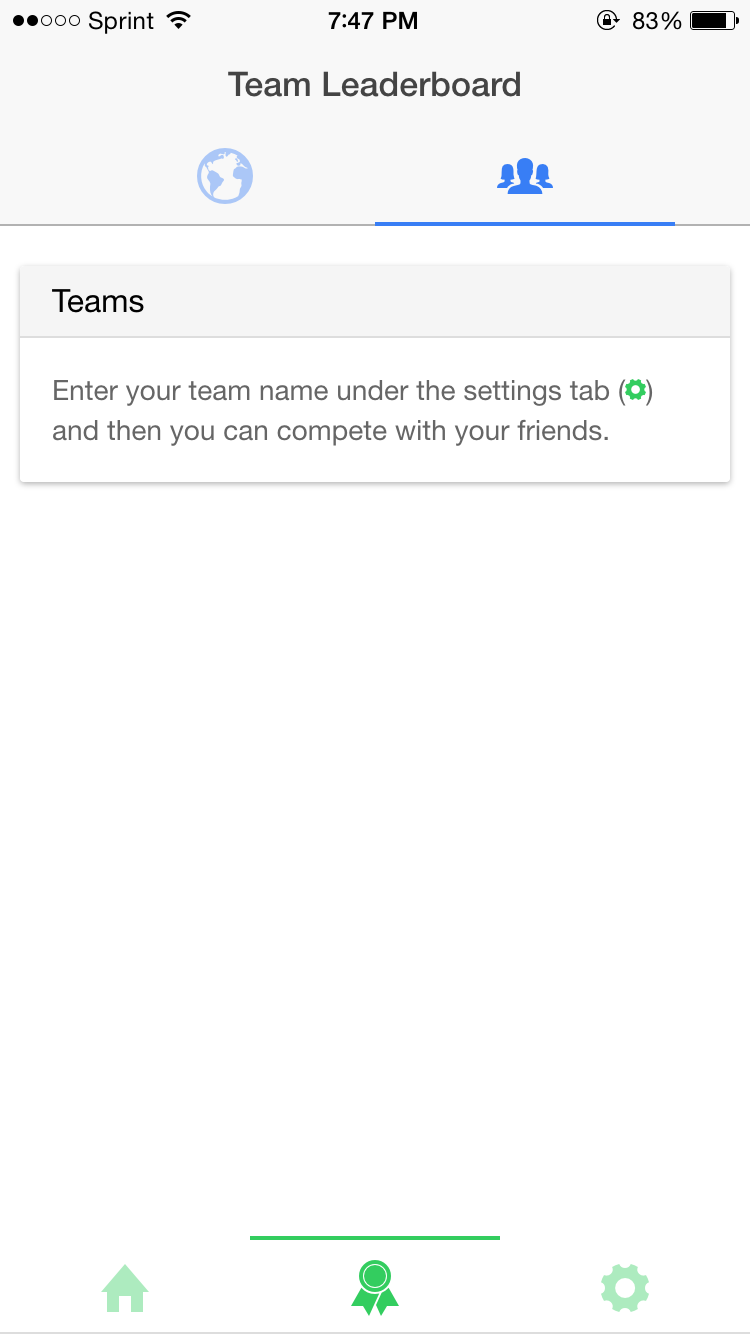 Sprint 7:47 PM 83%
Team Leaderboard
Teams
Enter your team name under the settings tab ()
and then you can compete with your friends.